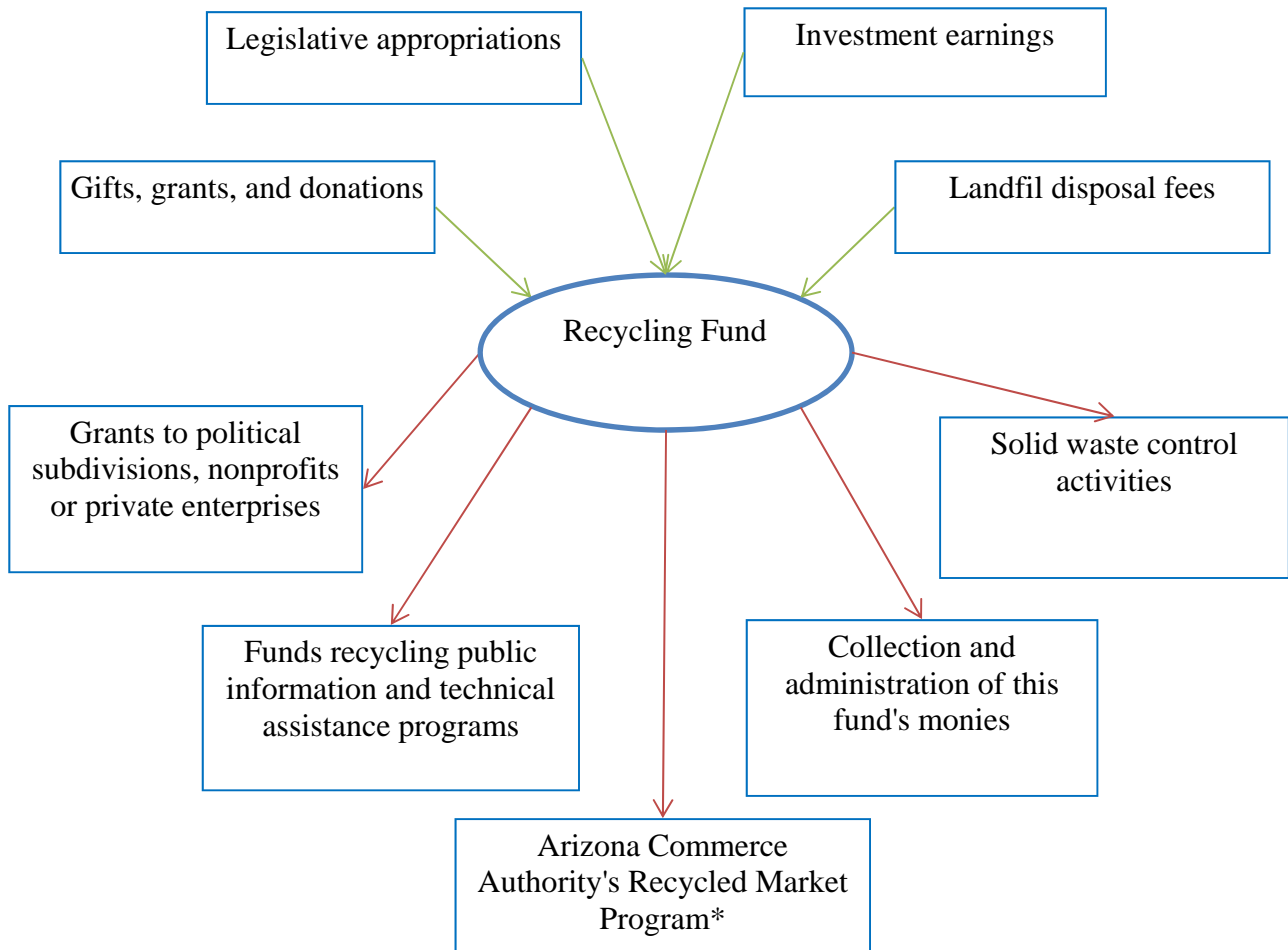 Legislative appropriations
Investment earnings
Gifts, grants, and donations
Landfil disposal fees
Recycling Fund
Grants to political
subdivisions, nonprofits
or private enterprises
Solid waste control
activities
Funds recycling public
information and technical
assistance programs
Collection and
administration of this
fund's monies
Arizona Commerce
Authority's Recycled Market
Program*